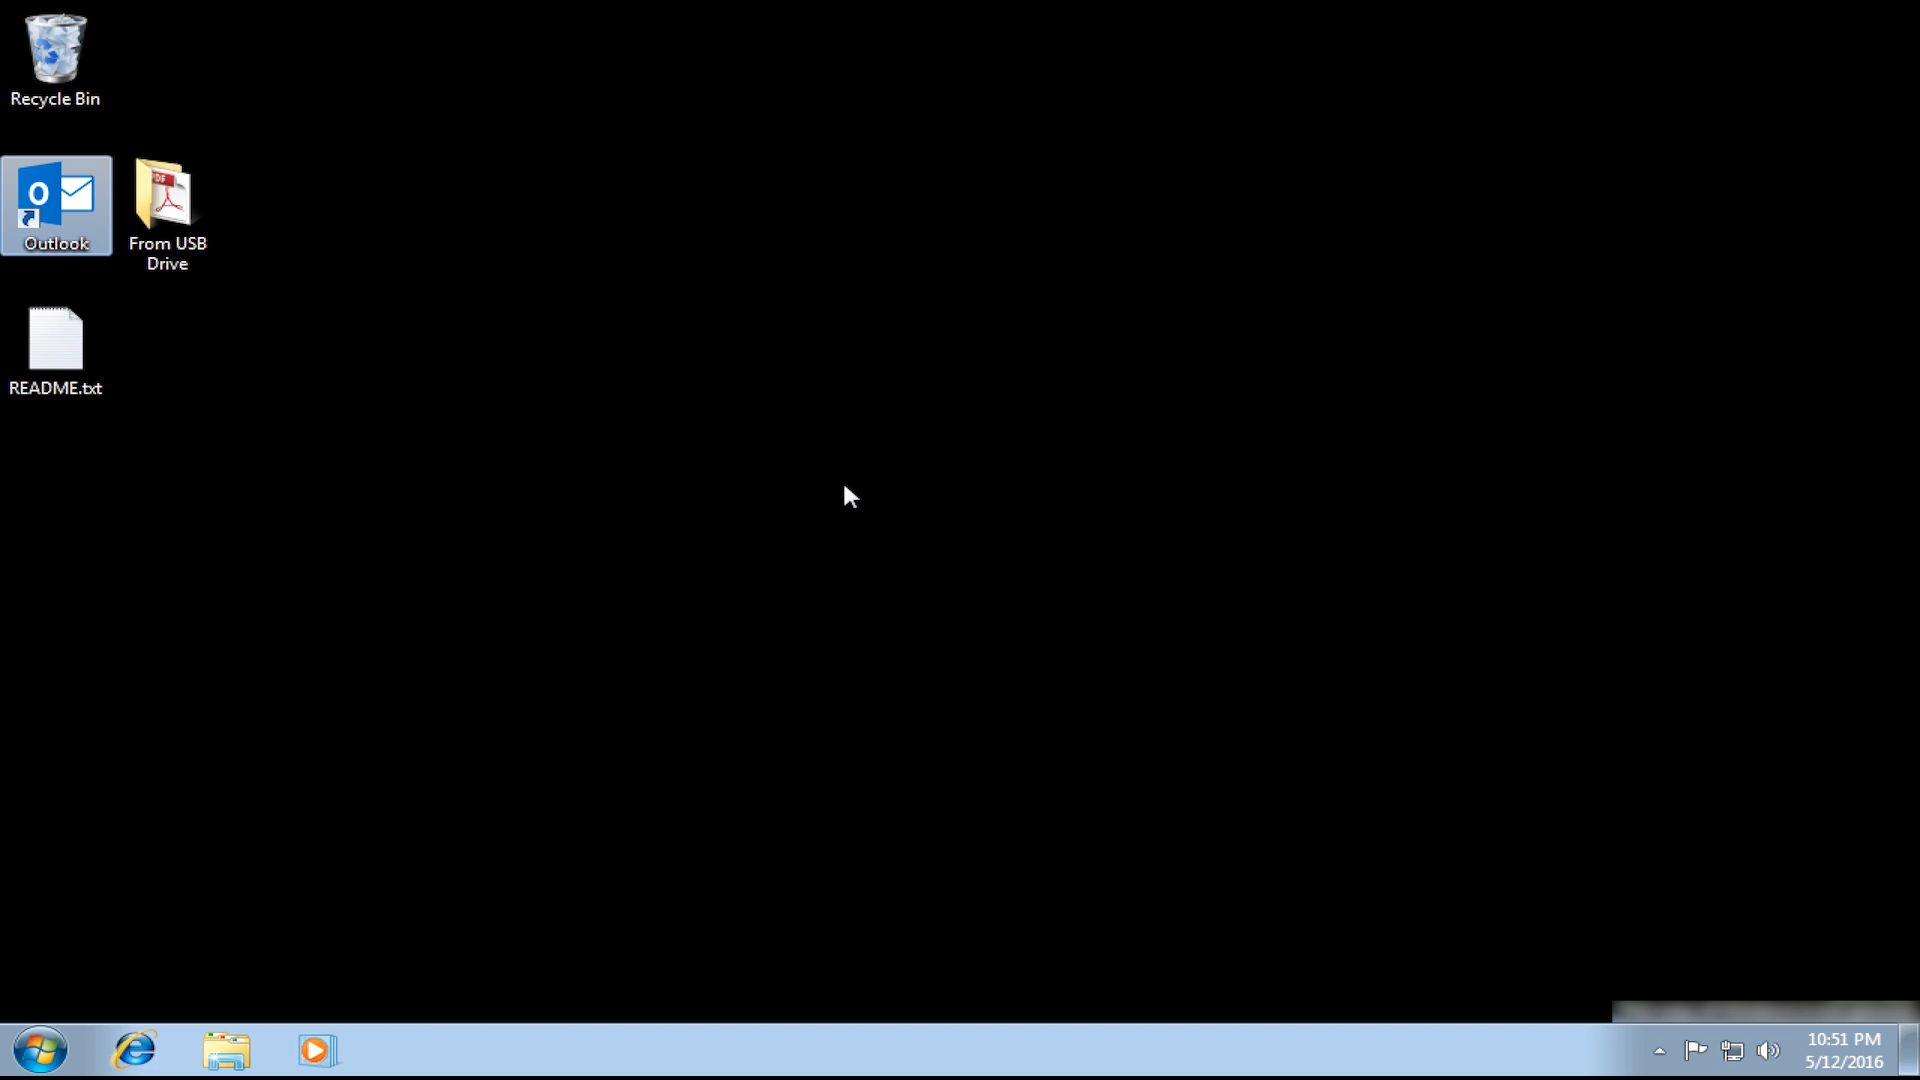 Recycle Bin
Outlook
From USB
Drive
README.txt
10:51 PM
5/12/2016